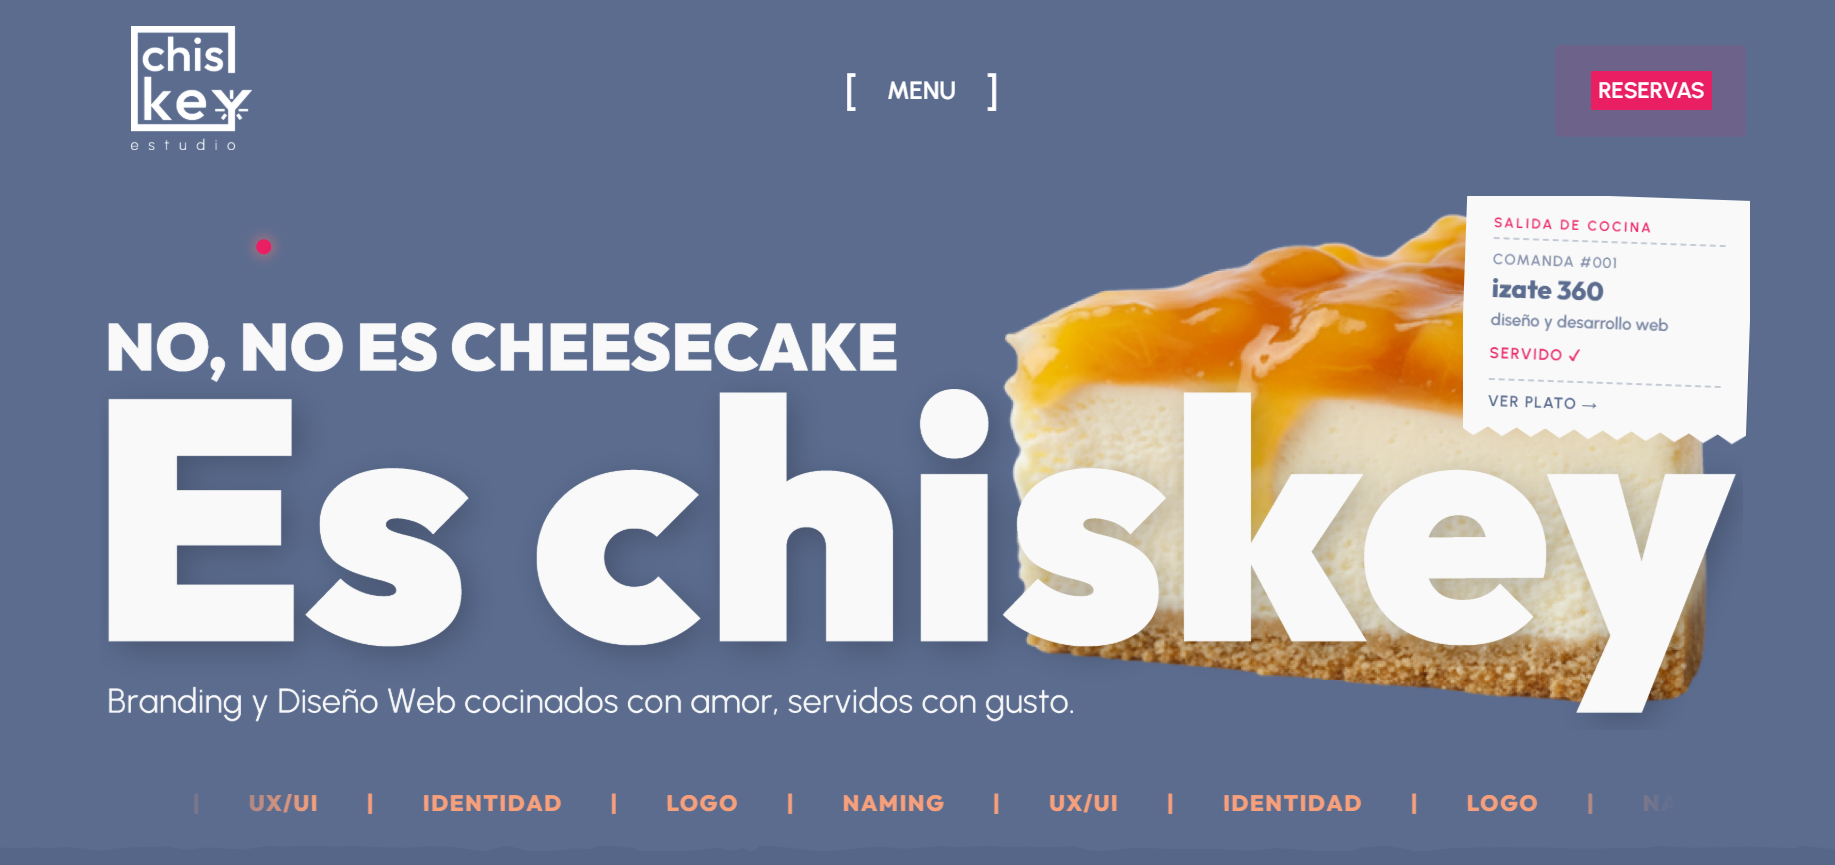 chis
key
estudio
[ MENU ]
RESERVAS
SALIDA DE COCINA
COMANDA #001
izate 360
diseño y desarrollo web
SERVIDO ✓
VER PLATO →
NO, NO ES CHEESECAKE
Es chiskey
Branding y Diseño Web cocinados con amor, servidos con gusto.
| UX/UI | IDENTIDAD | LOGO | NAMING | UX/UI | IDENTIDAD | LOGO | NA